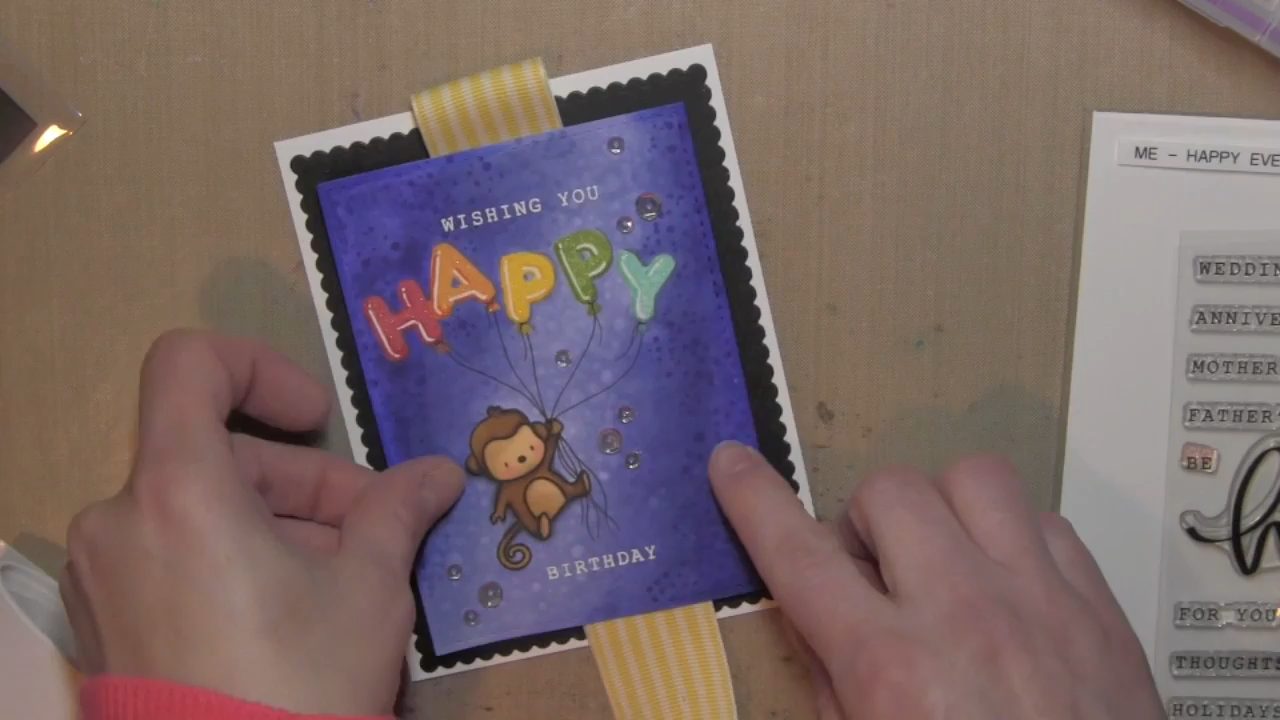 WISHING YOU
HAPPY
BIRTHDAY
ME - HAPPY EVE
WEDDIN
ANNIVE
MOTHER
FATHER
BE
h
FOR YOU
THOUGHTS
HOLIDAYS